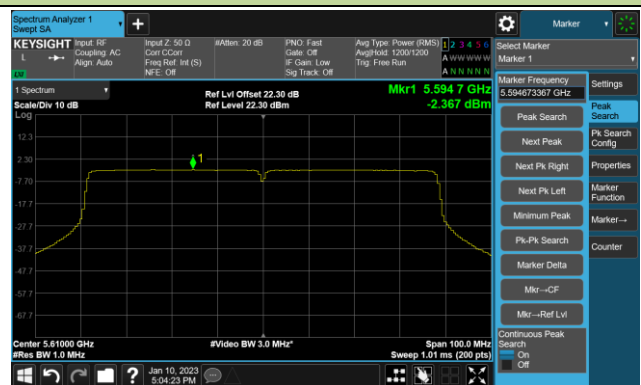 Spectrum Analyzer 1
Swept SA
Marker
KEYSIGHT
L
Input: RF
Coupling: AC
Align: Auto
Input Z: 50 Ω
Corr CCorr
Freq Ref: Int (S)
NFE: Off
#Atten: 20 dB
PNO: Fast
Gate: Off
IF Gain: Low
Sig Track: Off
Avg Type: Power (RMS)
Avg|Hold: 1200/1200
Trig: Free Run
1 2 3 4 5 6
A W W W W W
A N N N N N
Select Marker
Marker 1
1 Spectrum
Scale/Div 10 dB
Log
Ref Lvl Offset 22.30 dB
Ref Level 22.30 dBm
Mkr1 5.594 7 GHz
-2.367 dBm
12.3
2.30
-7.70
-17.7
-27.7
-37.7
-47.7
-57.7
-67.7
1
Center 5.61000 GHz
#Res BW 1.0 MHz
#Video BW 3.0 MHz*
Span 100.0 MHz
Sweep 1.01 ms (200 pts)
Marker Frequency
5.594673367 GHz
Peak Search
Next Peak
Next Pk Right
Next Pk Left
Minimum Peak
Pk-Pk Search
Marker Delta
Mkr→CF
Mkr→Ref Lvl
Continuous Peak
Search
On
Off
Settings
Peak
Search
Pk Search
Config
Properties
Marker
Function
Marker→
Counter
?
Jan 10, 2023
5:04:23 PM